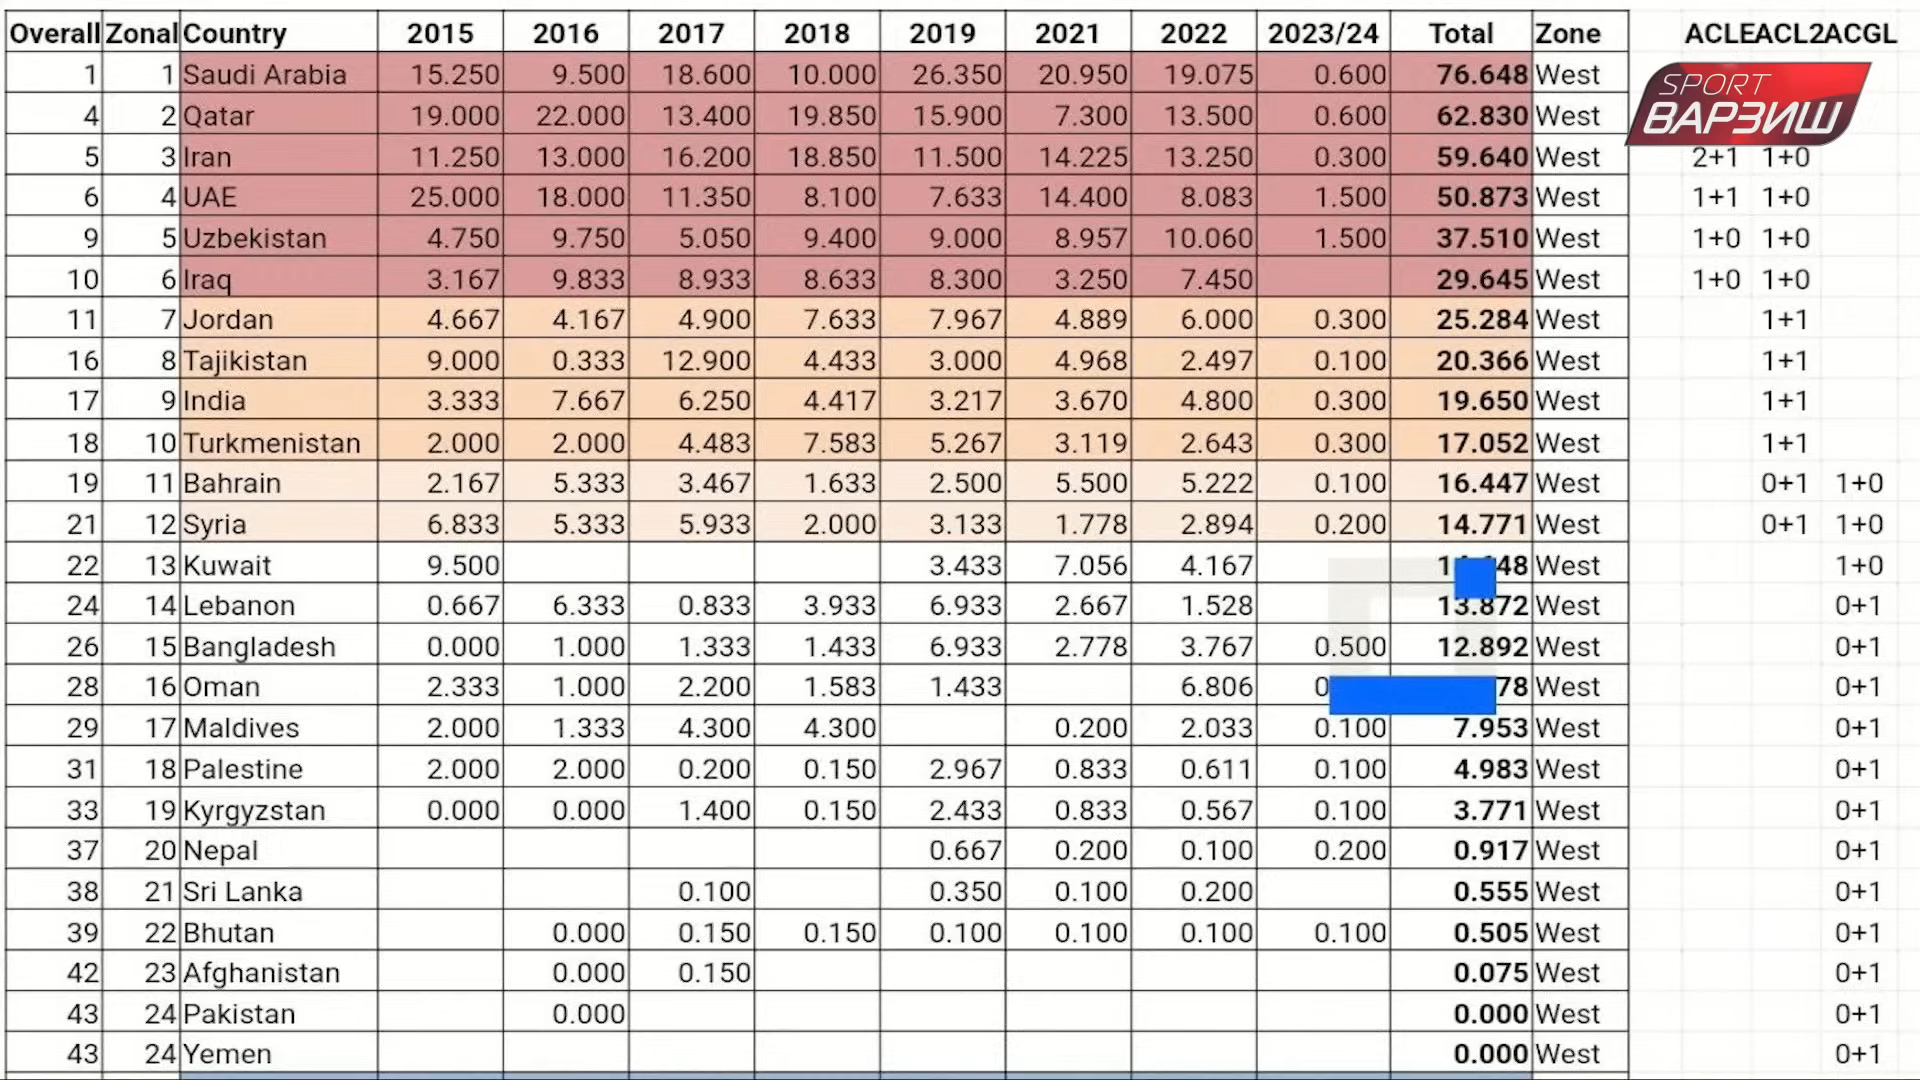 Overall Zonal Country 2015 2016 2017 2018 2019 2021 2022 2023/24 Total Zone ACLE ACL2 ACGL
1 1 Saudi Arabia 15.250 9.500 18.600 10.000 26.350 20.950 19.075 0.600 76.648 West
SPORT
4 2 Qatar 19.000 22.000 13.400 19.850 15.900 7.300 13.500 0.600 62.830 West
ВАРЗИШ
5 3 Iran 11.250 13.000 16.200 18.850 11.500 14.225 13.250 0.300 59.640 West 2+1 1+0
6 4 UAE 25.000 18.000 11.350 8.100 7.633 14.400 8.083 1.500 50.873 West 1+1 1+0
9 5 Uzbekistan 4.750 9.750 5.050 9.400 9.000 8.957 10.060 1.500 37.510 West 1+0 1+0
10 6 Iraq 3.167 9.833 8.933 8.633 8.300 3.250 7.450 29.645 West 1+0 1+0
11 7 Jordan 4.667 4.167 4.900 7.633 7.967 4.889 6.000 0.300 25.284 West 1+1
16 8 Tajikistan 9.000 0.333 12.900 4.433 3.000 4.968 2.497 0.100 20.366 West 1+1
17 9 India 3.333 7.667 6.250 4.417 3.217 3.670 4.800 0.300 19.650 West 1+1
18 10 Turkmenistan 2.000 2.000 4.483 7.583 5.267 3.119 2.643 0.300 17.052 West 1+1
19 11 Bahrain 2.167 5.333 3.467 1.633 2.500 5.500 5.222 0.100 16.447 West 0+1 1+0
21 12 Syria 6.833 5.333 5.933 2.000 3.133 1.778 2.894 0.200 14.771 West 0+1 1+0
22 13 Kuwait 9.500 3.433 7.056 4.167 West 1+0
24 14 Lebanon 0.667 6.333 0.833 3.933 6.933 2.667 1.528 13.872 West 0+1
26 15 Bangladesh 0.000 1.000 1.333 1.433 6.933 2.778 3.767 0.500 12.892 West 0+1
28 16 Oman 2.333 1.000 2.200 1.583 1.433 6.806 West 0+1
29 17 Maldives 2.000 1.333 4.300 4.300 0.200 2.033 0.100 7.953 West 0+1
31 18 Palestine 2.000 2.000 0.200 0.150 2.967 0.833 0.611 0.100 4.983 West 0+1
33 19 Kyrgyzstan 0.000 0.000 1.400 0.150 2.433 0.833 0.567 0.100 3.771 West 0+1
37 20 Nepal 0.667 0.200 0.100 0.200 0.917 West 0+1
38 21 Sri Lanka 0.100 0.350 0.100 0.200 0.555 West 0+1
39 22 Bhutan 0.000 0.150 0.150 0.100 0.100 0.100 0.100 0.505 West 0+1
42 23 Afghanistan 0.000 0.150 0.075 West 0+1
43 24 Pakistan 0.000 0.000 West 0+1
43 24 Yemen 0.000 West 0+1